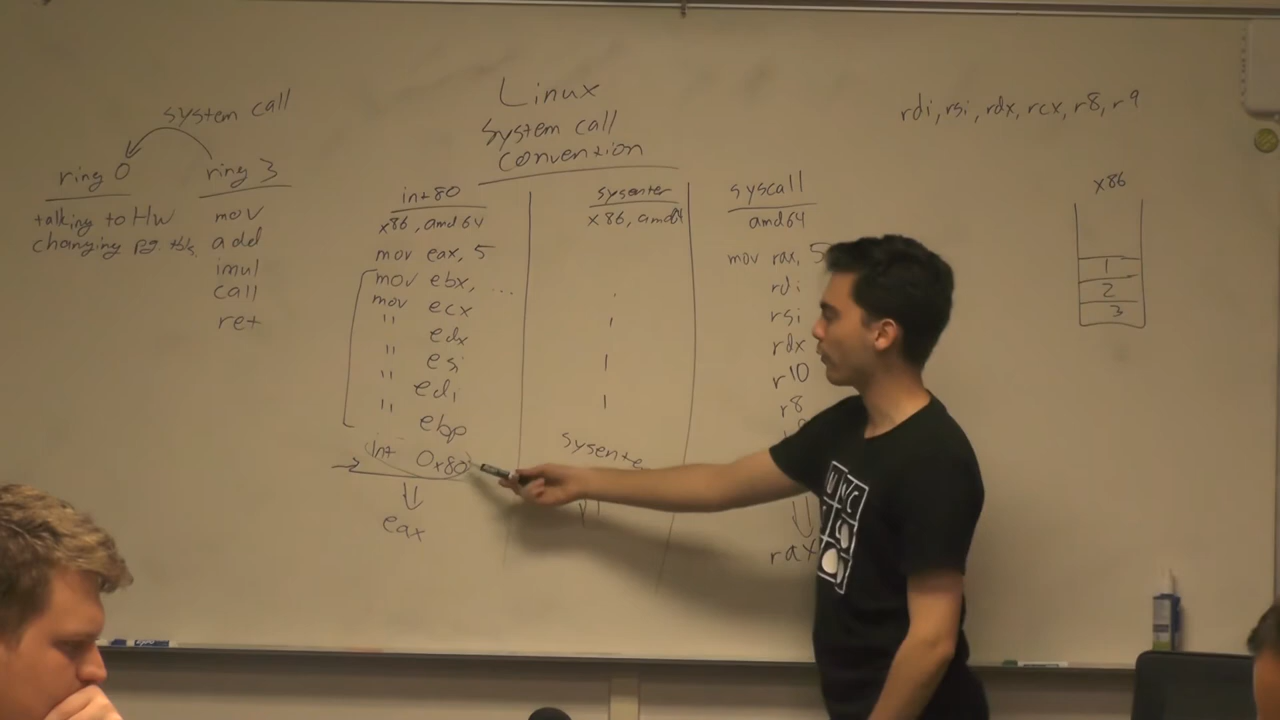 Linux
System call
Convention
system call
ring 0
talking to HW
changing pg. tbls
ring 3
mov
add
imul
call
ret
int 80
x86, amd64
mov eax, 5
mov ebx, ...
mov ecx
" edx
" esi
" edi
" ebp
int 0x80
eax
sysenter
x86, amd64
sysente
syscall
amd64
mov rax, 5
rdi
rsi
rdx
r10
r8
rax
rdi, rsi, rdx, rcx, r8, r9
x86
1
2
3